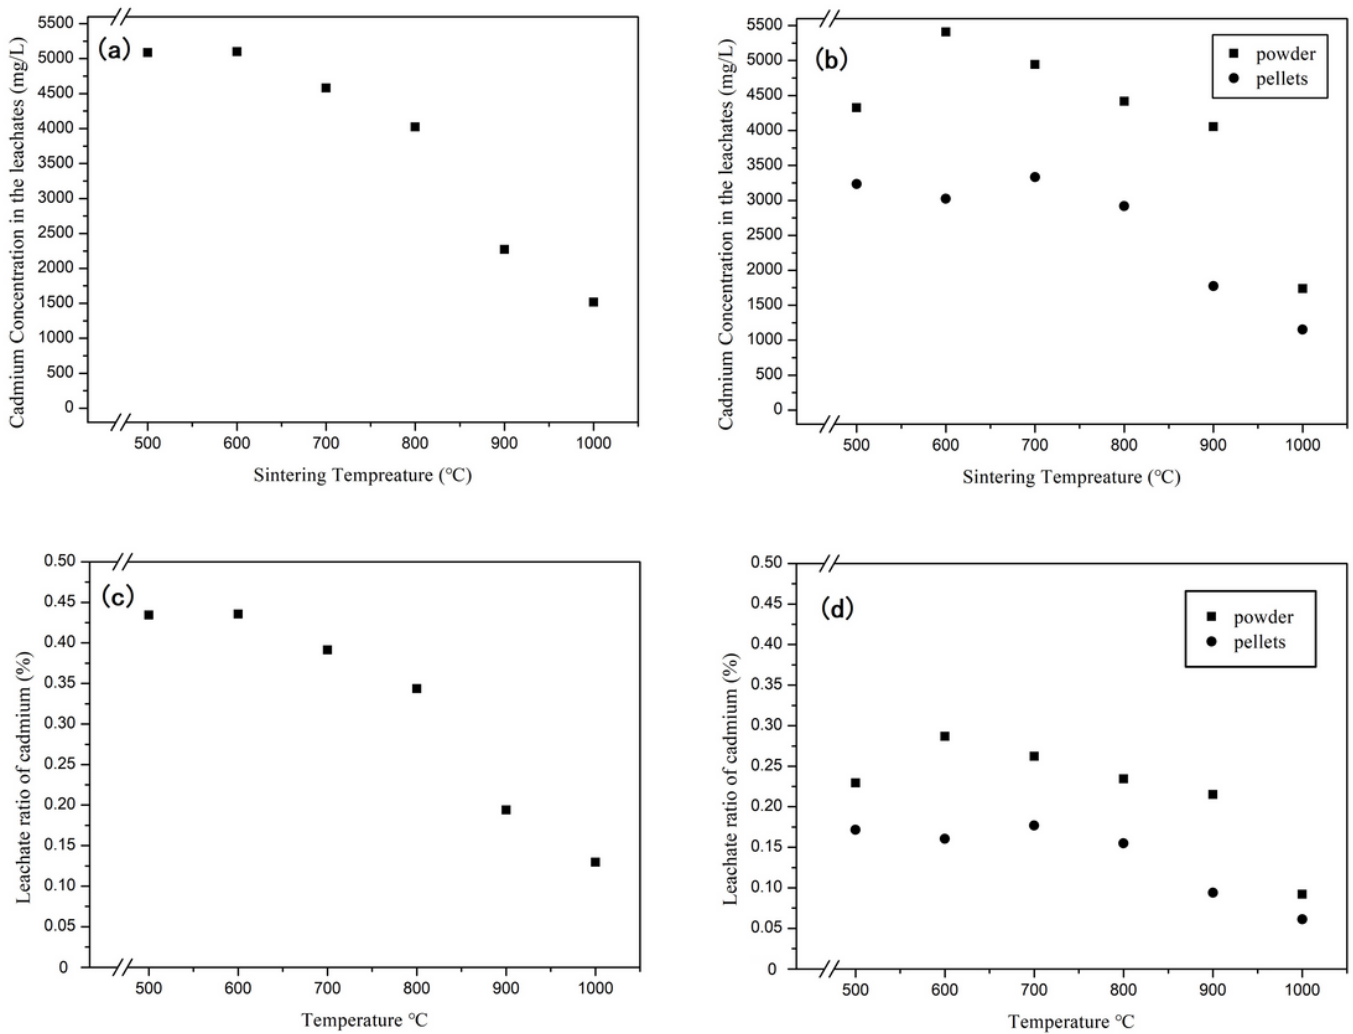 (a)
5500
5000
4500
4000
3500
3000
2500
2000
1500
1000
500
0
Cadmium Concentration in the leachates (mg/L)
500 600 700 800 900 1000
Sintering Tempreature (℃)
(b)
powder
pellets
5500
5000
4500
4000
3500
3000
2500
2000
1500
1000
500
0
Cadmium Concentration in the leachates (mg/L)
500 600 700 800 900 1000
Sintering Tempreature (℃)
(c)
0.50
0.45
0.40
0.35
0.30
0.25
0.20
0.15
0.10
0.05
0
Leachate ratio of cadmium (%)
500 600 700 800 900 1000
Temperature ℃
(d)
powder
pellets
0.50
0.45
0.40
0.35
0.30
0.25
0.20
0.15
0.10
0.05
0
Leachate ratio of cadmium (%)
500 600 700 800 900 1000
Temperature ℃